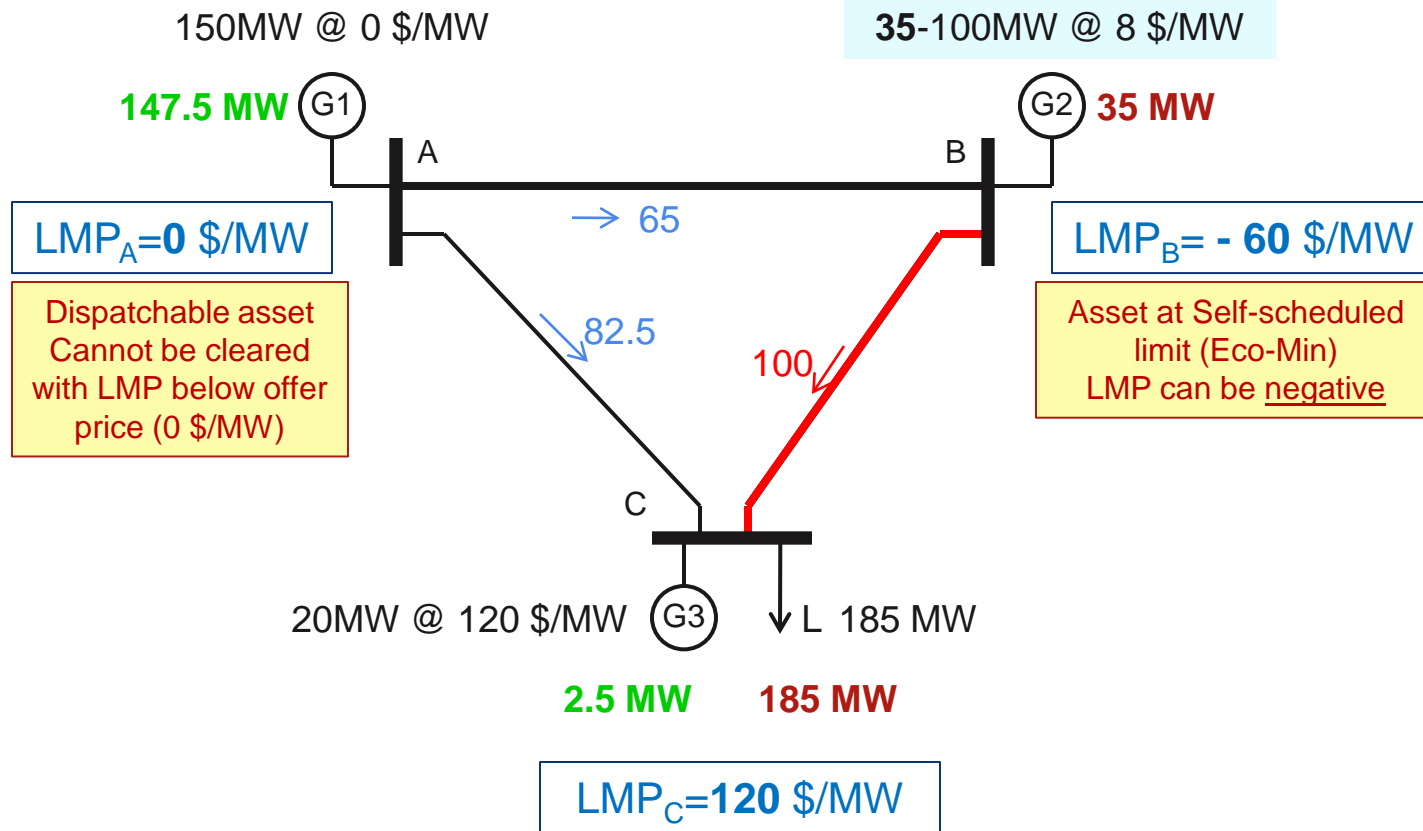 150MW @ 0 $/MW
35-100MW @ 8 $/MW
147.5 MW
G1
G2
35 MW
A
B
→ 65
LMPA=0 $/MW
LMPB= - 60 $/MW
Dispatchable asset
Cannot be cleared
with LMP below offer
price (0 $/MW)
82.5
100
Asset at Self-scheduled
limit (Eco-Min)
LMP can be negative
C
20MW @ 120 $/MW
G3
L 185 MW
2.5 MW
185 MW
LMPC=120 $/MW